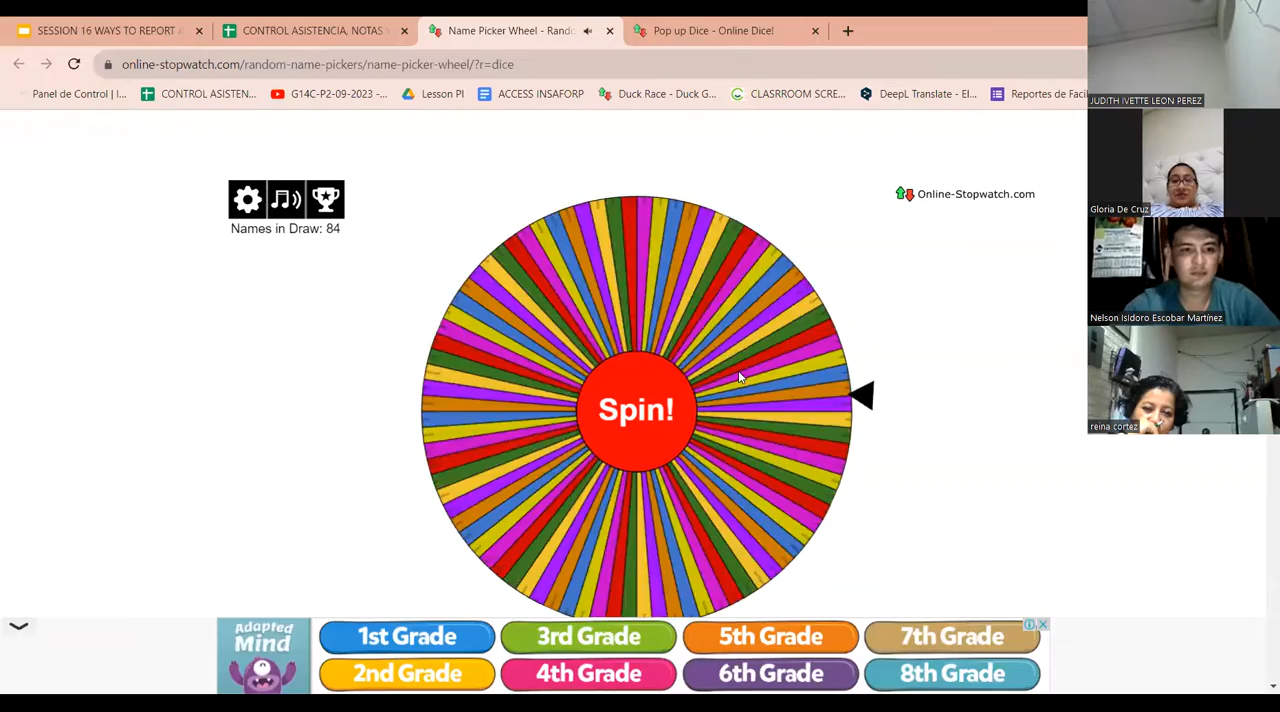 SESSION 16 WAYS TO REPORT
CONTROL ASISTENCIA, NOTAS
Name Picker Wheel - Rando
Pop up Dice - Online Dice!
online-stopwatch.com/random-name-pickers/name-picker-wheel/?r=dice
Panel de Control | I...
CONTROL ASISTEN...
G14C-P2-09-2023 -...
Lesson Pl
ACCESS INSAFORP
Duck Race - Duck G...
CLASRROOM SCRE...
DeepL Translate - El...
Reportes de Facil
JUDITH IVETTE LEON PEREZ
Gloria De Cruz
Nelson Isidoro Escobar Martínez
reina cortez
Online-Stopwatch.com
Names in Draw: 84
Spin!
Adapted
Mind
1st Grade
3rd Grade
5th Grade
7th Grade
2nd Grade
4th Grade
6th Grade
8th Grade